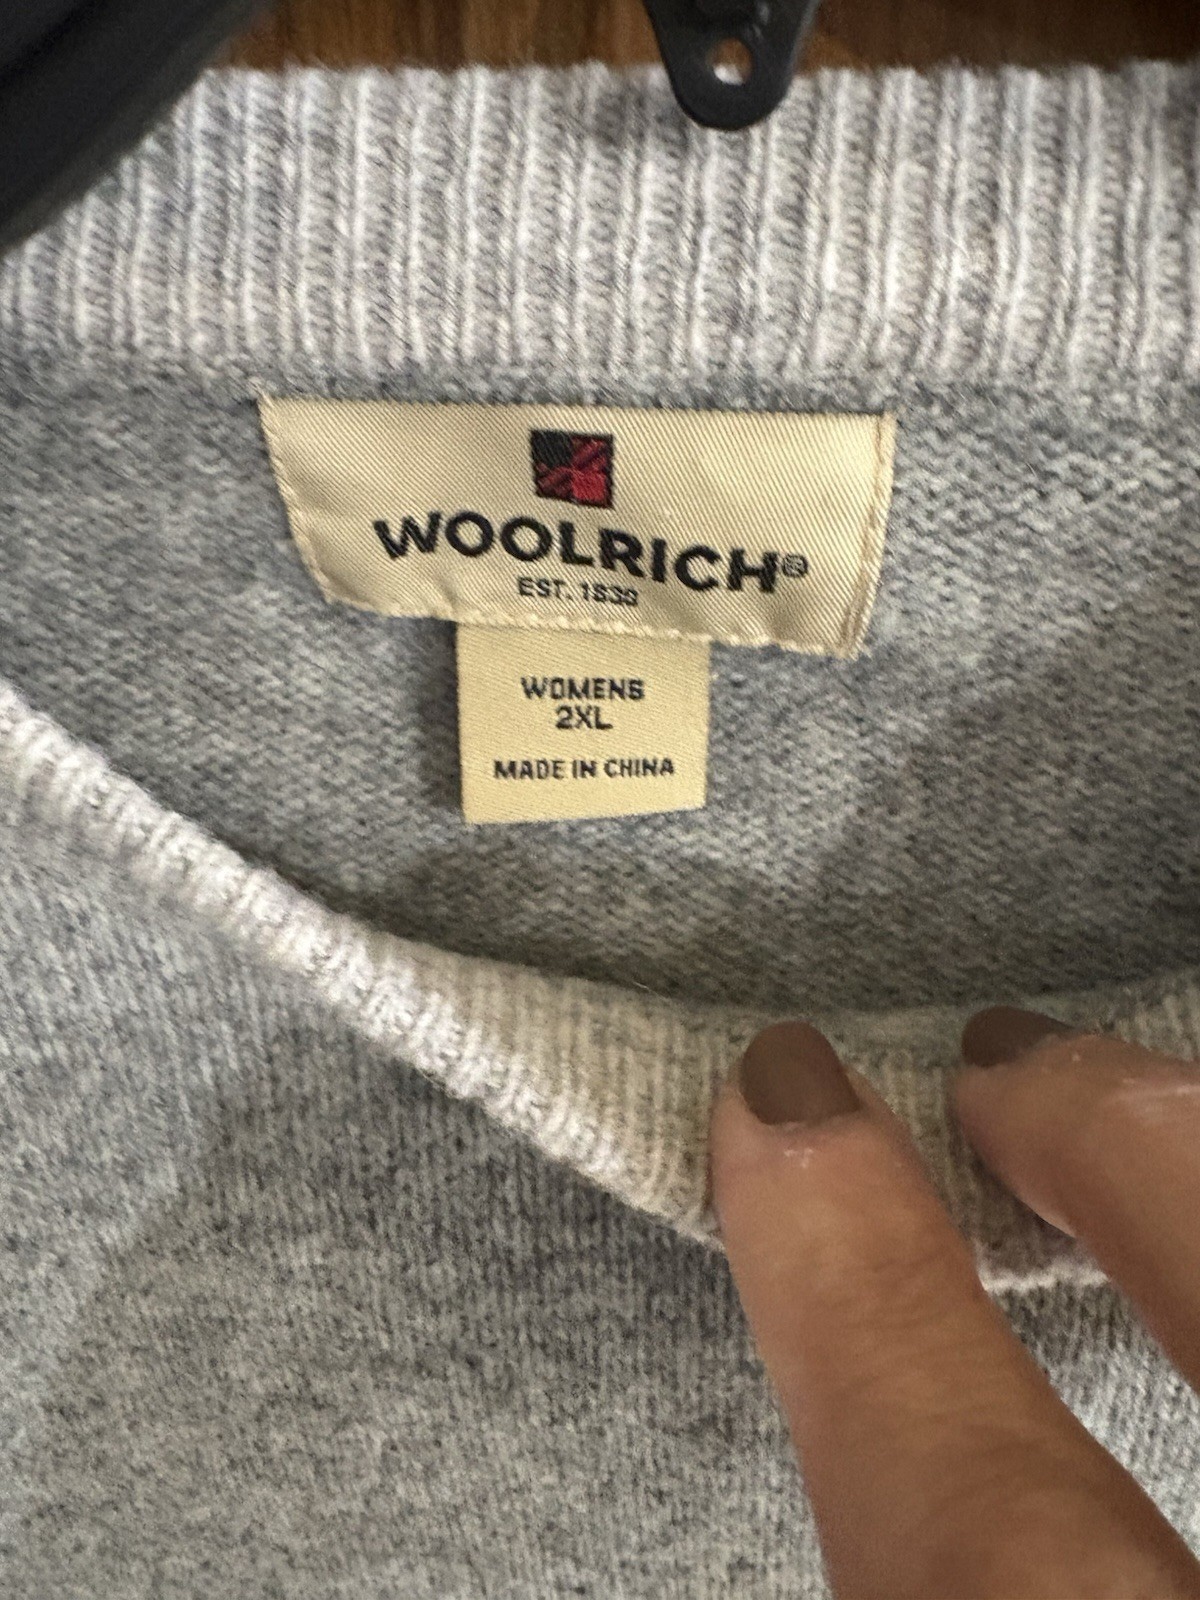 WOOLRICH®
EST. 1830
WOMENS
2XL
MADE IN CHINA